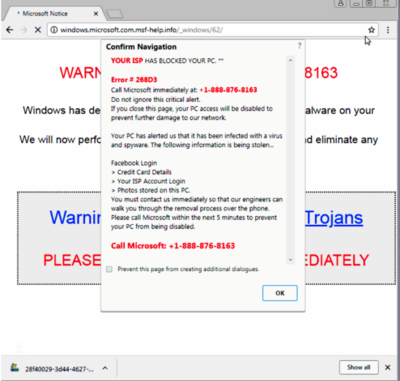 Microsoft Notice
windows.microsoft.com.msf-help.info/_windows/62/
Confirm Navigation
YOUR ISP HAS BLOCKED YOUR PC. **
Error # 268D3
Call Microsoft immediately at: +1-888-876-8163
Do not ignore this critical alert.
If you close this page, your PC access will be disabled to
prevent further damage to our network.
Your PC has alerted us that it has been infected with a virus
and spyware. The following information is being stolen...
Facebook Login
> Credit Card Details
> Your ISP Account Login
> Photos stored on this PC.
You must contact us immediately so that our engineers can
walk you through the removal process over the phone.
Please call Microsoft within the next 5 minutes to prevent
your PC from being disabled.
Call Microsoft: +1-888-876-8163
Prevent this page from creating additional dialogues.
OK
WAR 8163
Windows has de alware on your
We will now perfo nd eliminate any
Warnin Trojans
PLEASE EDIATELY
28f40029-3d44-4627-...
Show all